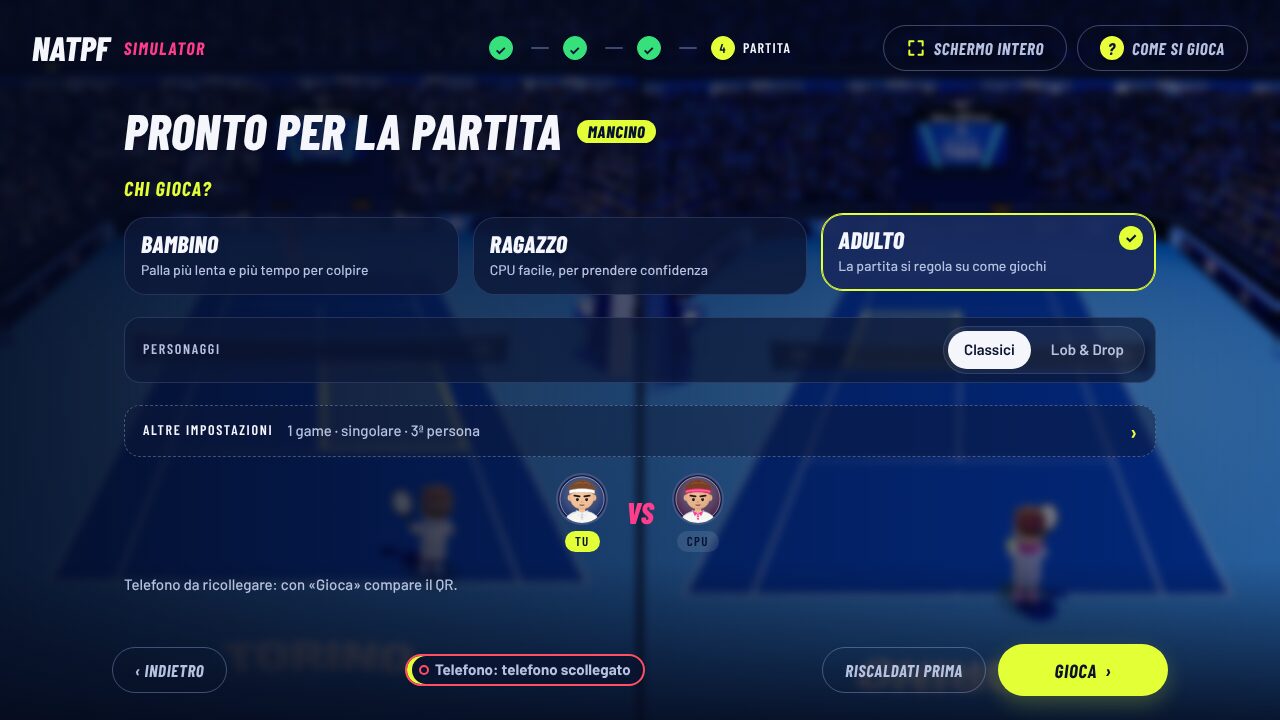 NATPF SIMULATOR
4 PARTITA
SCHERMO INTERO
? COME SI GIOCA
PRONTO PER LA PARTITA MANCINO
CHI GIOCA?
BAMBINO
Palla più lenta e più tempo per colpire
RAGAZZO
CPU facile, per prendere confidenza
ADULTO
La partita si regola su come giochi
PERSONAGGI
Classici
Lob & Drop
ALTRE IMPOSTAZIONI 1 game · singolare · 3ª persona ›
VS
TU
CPU
Telefono da ricollegare: con «Gioca» compare il QR.
TORINO
‹ INDIETRO
Telefono: telefono scollegato
RISCALDATI PRIMA
GIOCA ›